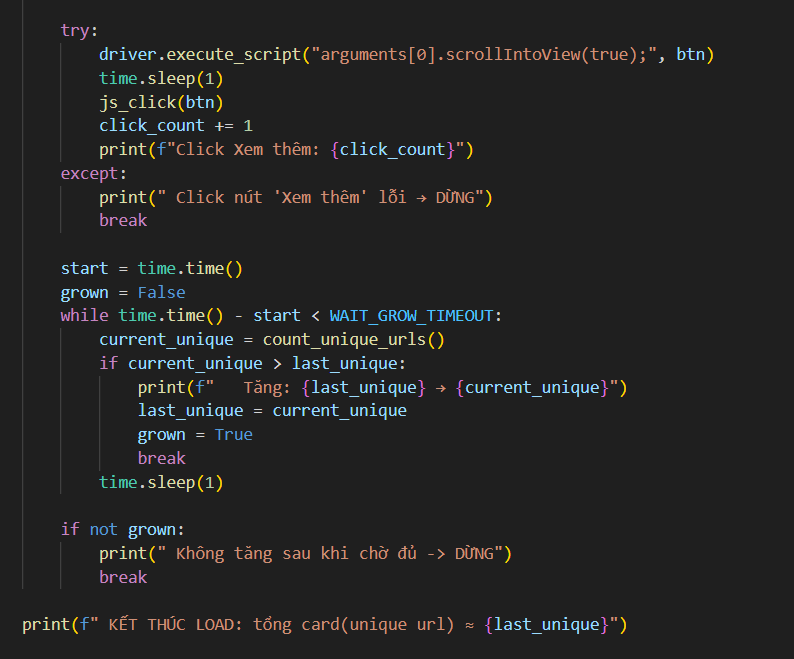 try:
driver.execute_script("arguments[0].scrollIntoView(true);", btn)
time.sleep(1)
js_click(btn)
click_count += 1
print(f"Click Xem thêm: {click_count}")
except:
print(" Click nút 'Xem thêm' lỗi → DỪNG")
break
start = time.time()
grown = False
while time.time() - start < WAIT_GROW_TIMEOUT:
current_unique = count_unique_urls()
if current_unique > last_unique:
print(f"   Tăng: {last_unique} → {current_unique}")
last_unique = current_unique
grown = True
break
time.sleep(1)
if not grown:
print(" Không tăng sau khi chờ đủ -> DỪNG")
break
print(f" KẾT THÚC LOAD: tổng card(unique url) ≈ {last_unique}")